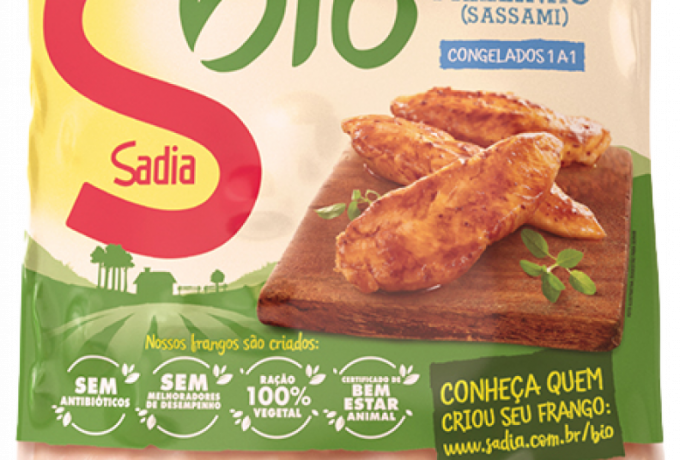 bio
(SASSAMI)
CONGELADOS 1 A 1
Sadia
Nossos frangos são criados:
SEM
ANTIBIÓTICOS
SEM
MELHORADORES
DE DESEMPENHO
RAÇÃO
100%
VEGETAL
CERTIFICADO DE
BEM
ESTAR
ANIMAL
CONHEÇA QUEM
CRIOU SEU FRANGO:
www.sadia.com.br/bio